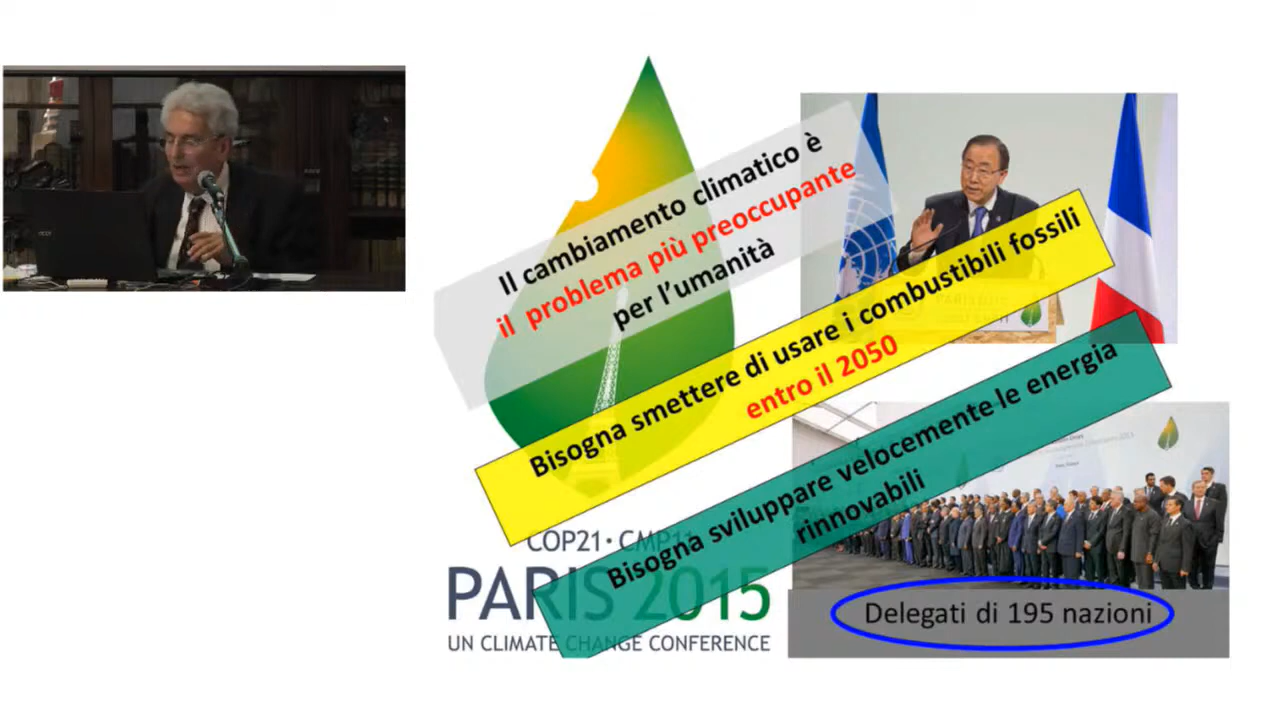 Il cambiamento climatico è
il problema più preoccupante
per l'umanità
Bisogna smettere di usare i combustibili fossili
entro il 2050
Bisogna sviluppare velocemente le energia
rinnovabili
COP21 · CMP11
PARIS 2015
UN CLIMATE CHANGE CONFERENCE
Delegati di 195 nazioni
acer